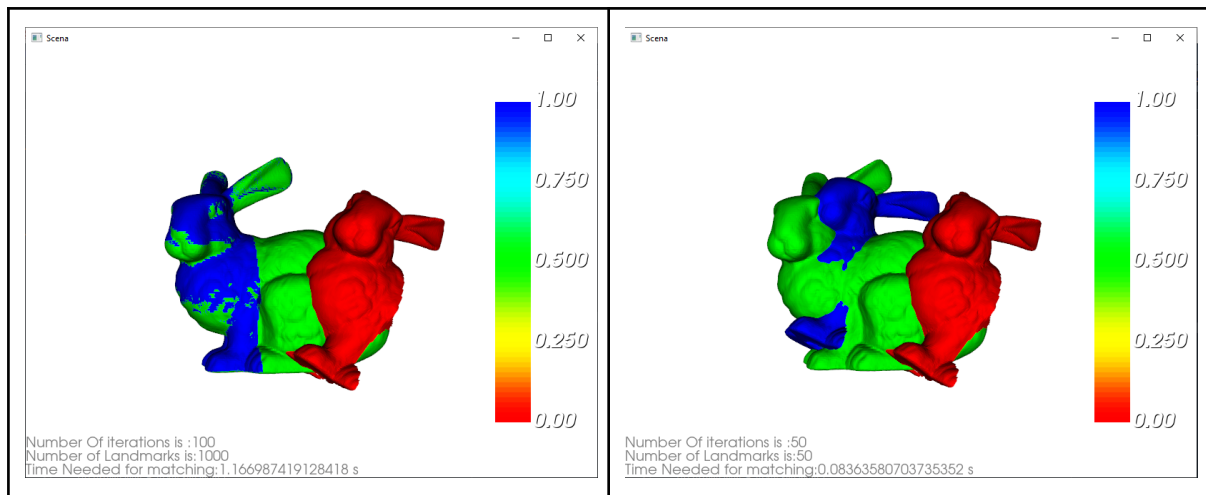 Scena
1.00
0.750
0.500
0.250
0.00
Number Of iterations is :100
Number of Landmarks is:1000
Time Needed for matching:1.166987419128418 s
Scena
1.00
0.750
0.500
0.250
0.00
Number Of iterations is :50
Number of Landmarks is:50
Time Needed for matching:0.08363580703735352 s